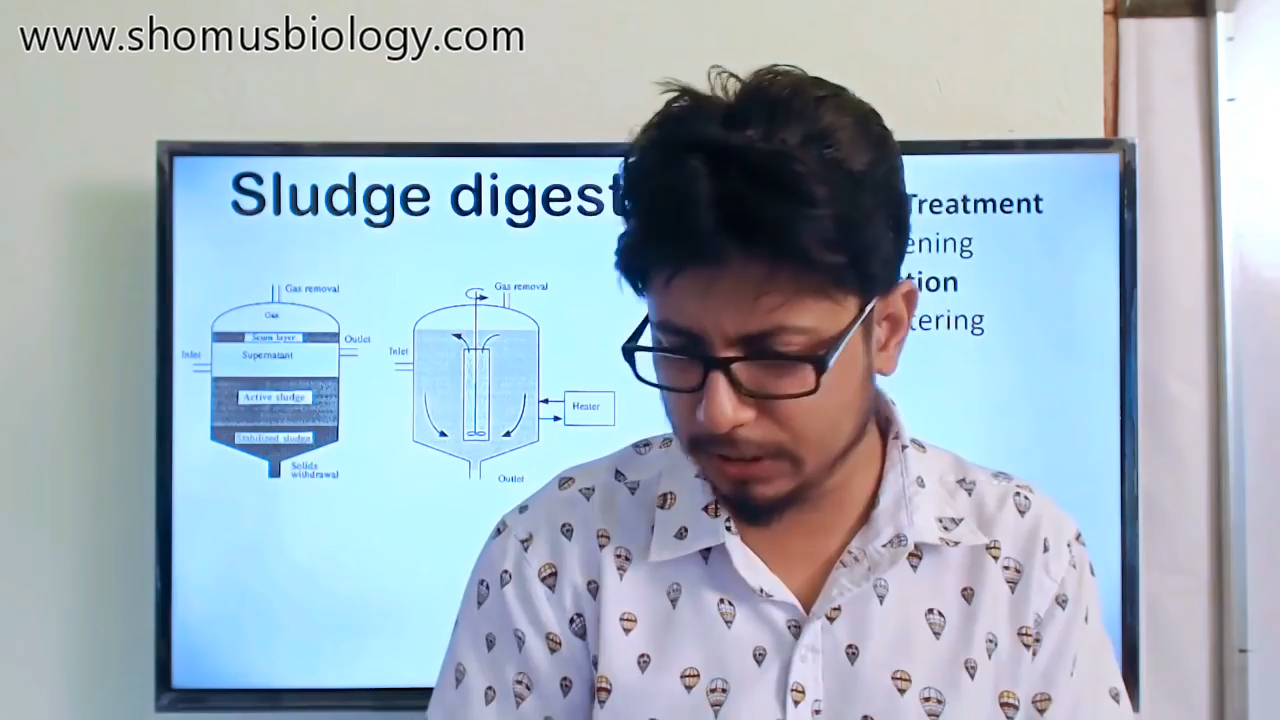 www.shomusbiology.com
Sludge digest
Treatment
ening
tion
tering
Gas removal
Gas
Scum layer
Outlet
Inlet
Supernatant
Active sludge
Stabilized sludge
Solids
withdrawal
Gas removal
Inlet
Heater
Outlet